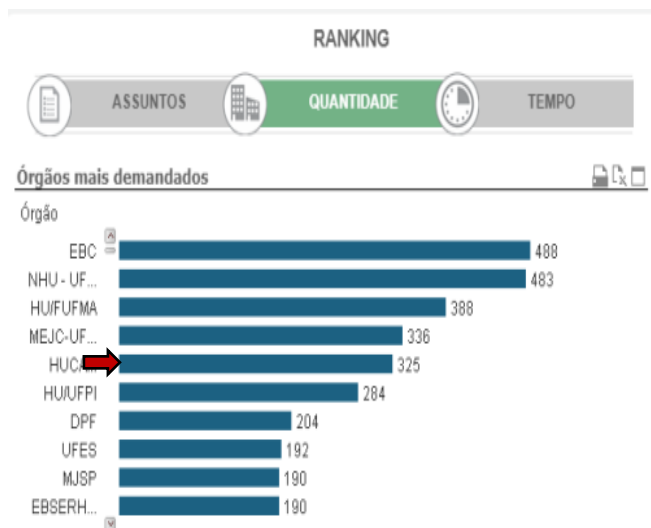 RANKING
ASSUNTOS QUANTIDADE TEMPO
Órgãos mais demandados
Órgão
EBC 488
NHU - UF... 483
HU/FUFMA 388
MEJC-UF... 336
HUCA... 325
HU/UFPI 284
DPF 204
UFES 192
MJSP 190
EBSERH... 190